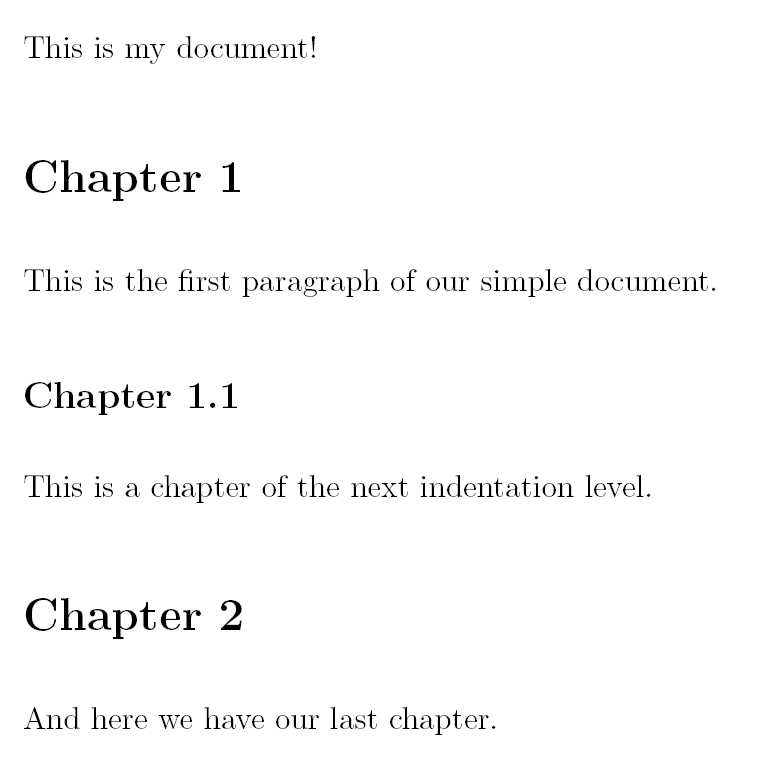 This is my document!
Chapter 1
This is the first paragraph of our simple document.
Chapter 1.1
This is a chapter of the next indentation level.
Chapter 2
And here we have our last chapter.